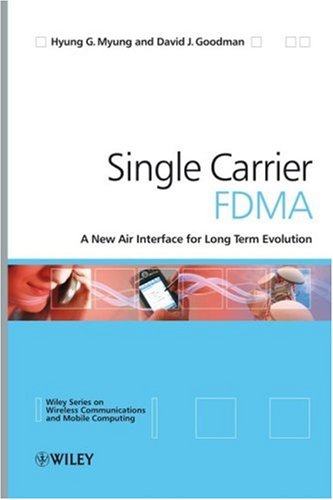 Hyung G. Myung and David J. Goodman
Single Carrier
FDMA
A New Air Interface for Long Term Evolution
Wiley Series on
Wireless Communications
and Mobile Computing
WILEY